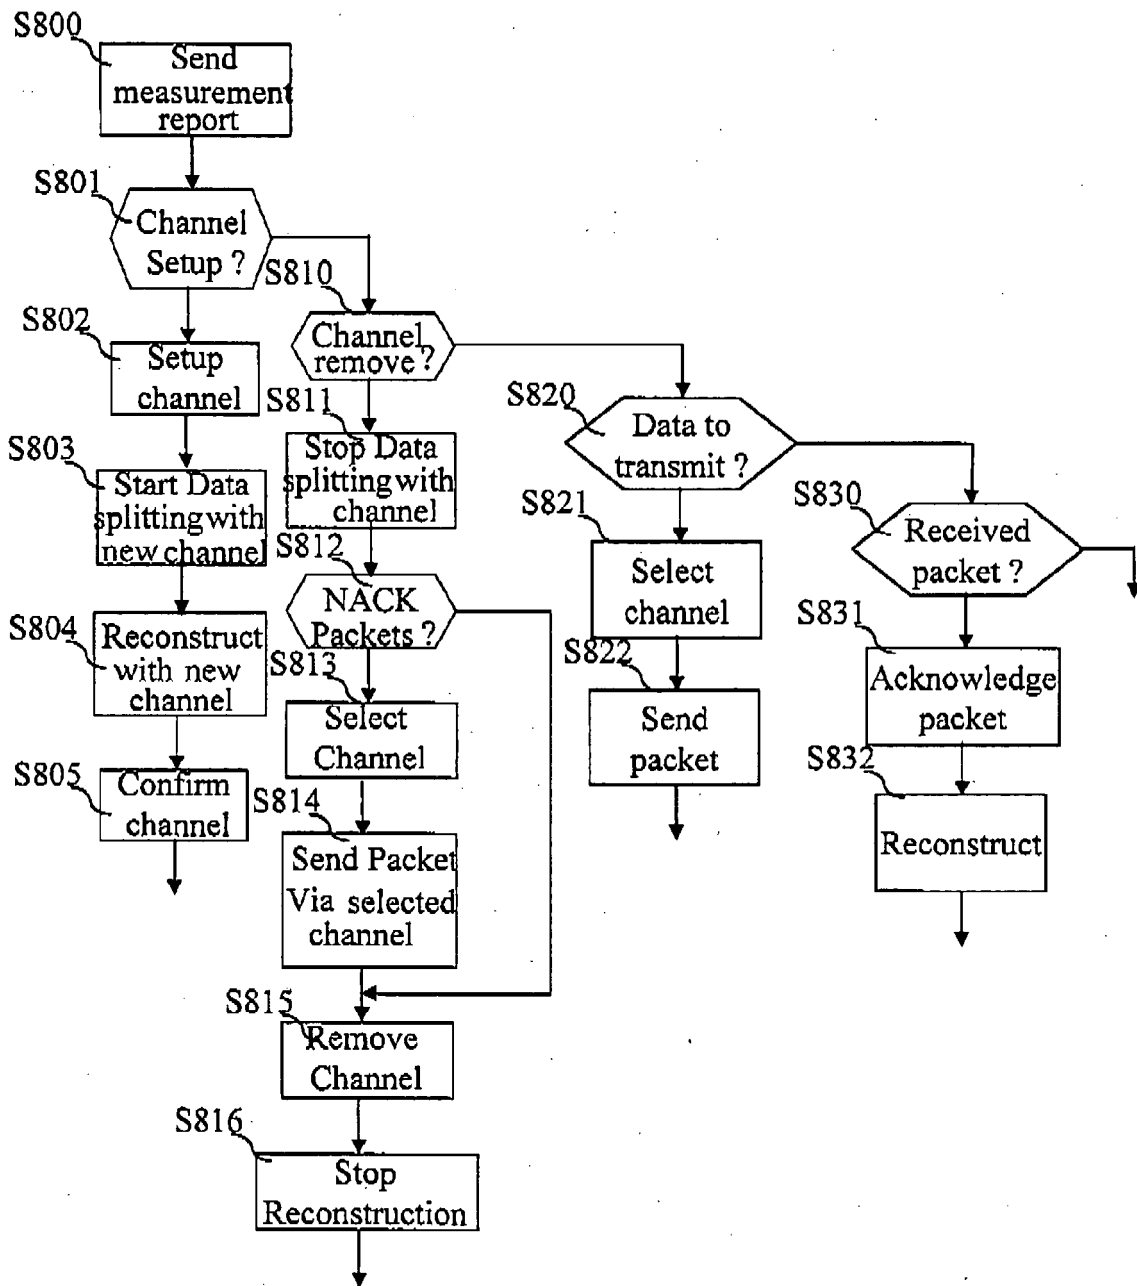 S800
Send
measurement
report
S801
Channel
Setup ?
S802
Setup
channel
S803
Start Data
splitting with
new channel
S804
Reconstruct
with new
channel
S805
Confirm
channel
S810
Channel
remove ?
S811
Stop Data
splitting with
channel
S812
NACK
Packets ?
S813
Select
Channel
S814
Send Packet
Via selected
channel
S815
Remove
Channel
S816
Stop
Reconstruction
S820
Data to
transmit ?
S821
Select
channel
S822
Send
packet
S830
Received
packet ?
S831
Acknowledge
packet
S832
Reconstruct